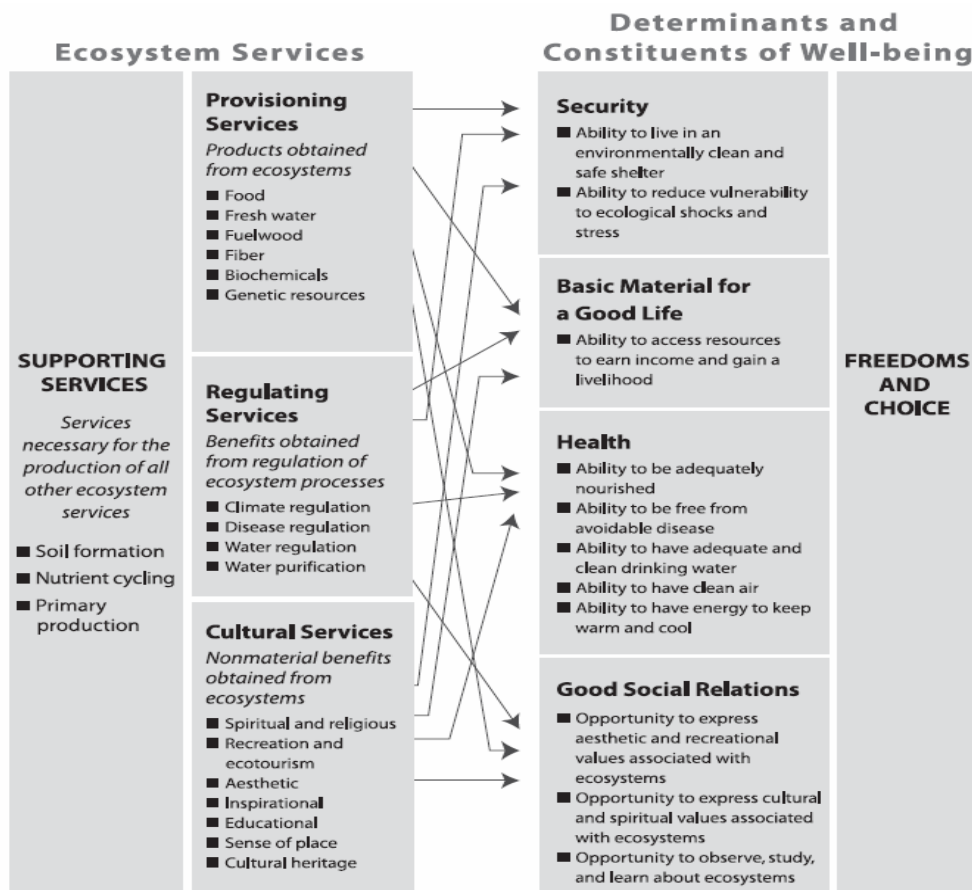 Ecosystem Services
Determinants and
Constituents of Well-being
SUPPORTING
SERVICES
Services
necessary for the
production of all
other ecosystem
services
■ Soil formation
■ Nutrient cycling
■ Primary
production
Provisioning
Services
Products obtained
from ecosystems
■ Food
■ Fresh water
■ Fuelwood
■ Fiber
■ Biochemicals
■ Genetic resources
Regulating
Services
Benefits obtained
from regulation of
ecosystem processes
■ Climate regulation
■ Disease regulation
■ Water regulation
■ Water purification
Cultural Services
Nonmaterial benefits
obtained from
ecosystems
■ Spiritual and religious
■ Recreation and
ecotourism
■ Aesthetic
■ Inspirational
■ Educational
■ Sense of place
■ Cultural heritage
Security
■ Ability to live in an
environmentally clean and
safe shelter
■ Ability to reduce vulnerability
to ecological shocks and
stress
Basic Material for
a Good Life
■ Ability to access resources
to earn income and gain a
livelihood
Health
■ Ability to be adequately
nourished
■ Ability to be free from
avoidable disease
■ Ability to have adequate and
clean drinking water
■ Ability to have clean air
■ Ability to have energy to keep
warm and cool
Good Social Relations
■ Opportunity to express
aesthetic and recreational
values associated with
ecosystems
■ Opportunity to express cultural
and spiritual values associated
with ecosystems
■ Opportunity to observe, study,
and learn about ecosystems
FREEDOMS
AND
CHOICE